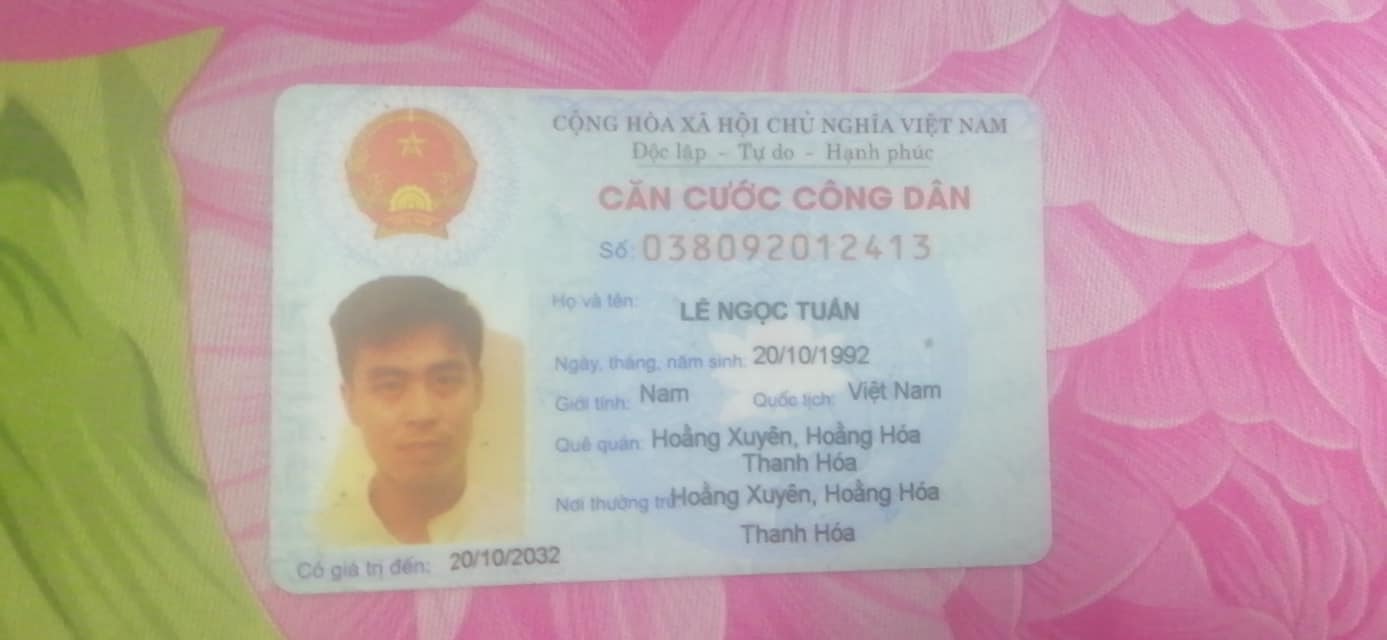 CỘNG HÒA XÃ HỘI CHỦ NGHĨA VIỆT NAM
Độc lập - Tự do - Hạnh phúc
CĂN CƯỚC CÔNG DÂN
Số: 038092012413
Họ và tên: LÊ NGỌC TUÂN
Ngày, tháng, năm sinh: 20/10/1992
Giới tính: Nam Quốc tịch: Việt Nam
Quê quán: Hoằng Xuyên, Hoằng Hóa
Thanh Hóa
Nơi thường trú: Hoằng Xuyên, Hoằng Hóa
Thanh Hóa
Có giá trị đến: 20/10/2032